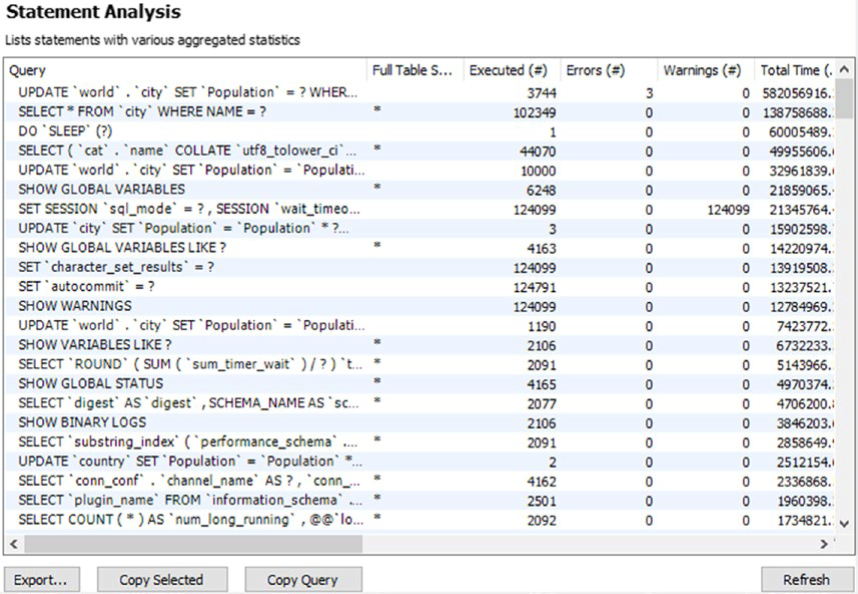 Statement Analysis
Lists statements with various aggregated statistics
Query Full Table S... Executed (#) Errors (#) Warnings (#) Total Time (.
UPDATE `world` . `city` SET `Population` = ? WHER... 3744 3 0 582056916.
SELECT * FROM `city` WHERE NAME = ? * 102349 0 0 138758688.
DO `SLEEP` (?) 1 0 0 60005489.
SELECT ( `cat` . `name` COLLATE `utf8_tolower_ci`... * 44070 0 0 49955606.
UPDATE `world` . `city` SET `Population` = `Populati... 10000 0 0 32961839.
SHOW GLOBAL VARIABLES * 6248 0 0 21859065.
SET SESSION `sql_mode` = ? , SESSION `wait_timeo... 124099 0 124099 21345764.
UPDATE `city` SET `Population` = `Population` * ?... 3 0 0 15902598.
SHOW GLOBAL VARIABLES LIKE ? * 4163 0 0 14220974.
SET `character_set_results` = ? 124099 0 0 13919508.
SET `autocommit` = ? 124791 0 0 13237521.
SHOW WARNINGS 124099 0 0 12784969.
UPDATE `world` . `city` SET `Population` = `Populati... 1190 0 0 7423772.
SHOW VARIABLES LIKE ? * 2106 0 0 6732233.
SELECT `ROUND` ( SUM ( `sum_timer_wait` ) / ? ) `t... * 2091 0 0 5143966.
SHOW GLOBAL STATUS * 4165 0 0 4970374.
SELECT `digest` AS `digest` , SCHEMA_NAME AS `sc... * 2077 0 0 4706200.
SHOW BINARY LOGS 2106 0 0 3846203.
SELECT `substring_index` ( `performance_schema` .... * 2091 0 0 2858649.
UPDATE `country` SET `Population` = `Population` *... 2 0 0 2512154.
SELECT `conn_conf` . `channel_name` AS ? , `conn_... * 4162 0 0 2336868.
SELECT `plugin_name` FROM `information_schema` .... * 2501 0 0 1960398.
SELECT COUNT ( * ) AS `num_long_running` , @@`lo... * 2092 0 0 1734821.
Export... Copy Selected Copy Query Refresh